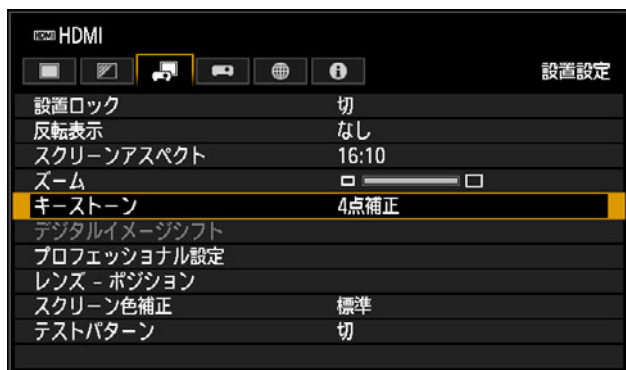 HDMI HDMI
設置設定
設置ロック 切
反転表示 なし
スクリーンアスペクト 16:10
ズーム
キーストーン 4点補正
デジタルイメージシフト
プロフェッショナル設定
レンズ - ポジション
スクリーン色補正 標準
テストパターン 切